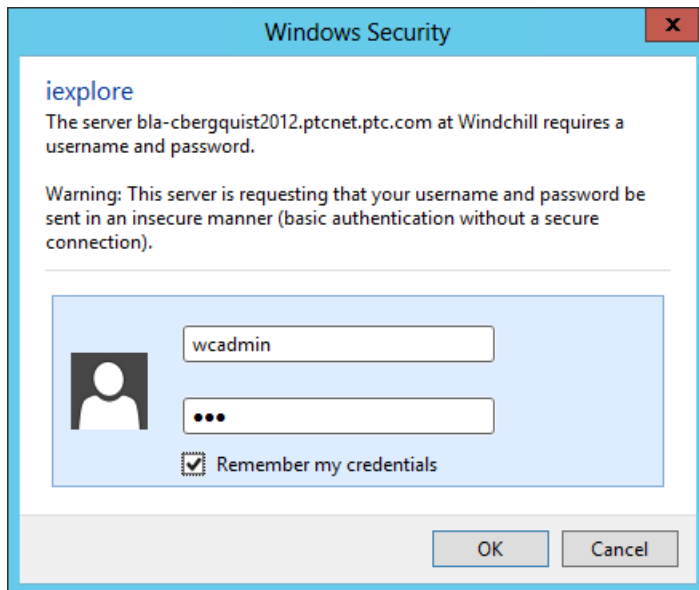 Windows Security
x
iexplore
The server bla-cbergquist2012.ptcnet.ptc.com at Windchill requires a
username and password.
Warning: This server is requesting that your username and password be
sent in an insecure manner (basic authentication without a secure
connection).
wcadmin
•••
Remember my credentials
OK Cancel